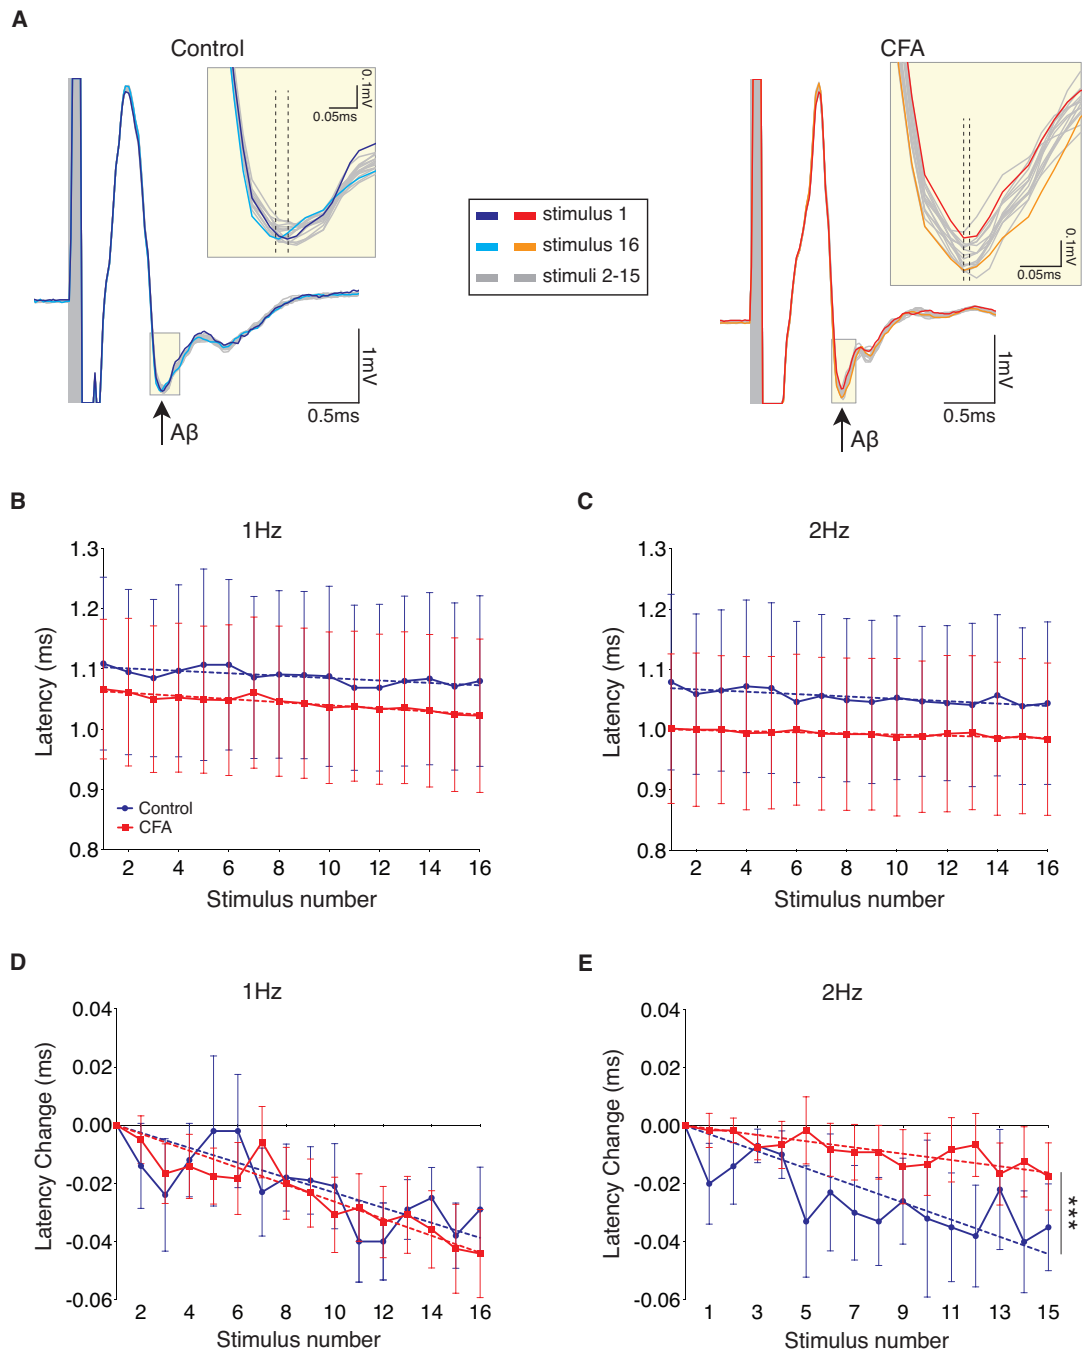 A
Control
CFA
0.1mV
0.05ms
0.1mV
0.05ms
stimulus 1
stimulus 16
stimuli 2-15
1mV
0.5ms
Aβ
1mV
0.5ms
Aβ
B
1Hz
1.3
1.2
1.1
1.0
0.9
0.8
Latency (ms)
Control
CFA
2 4 6 8 10 12 14 16
Stimulus number
C
2Hz
1.3
1.2
1.1
1.0
0.9
0.8
Latency (ms)
2 4 6 8 10 12 14 16
Stimulus number
D
1Hz
0.04
0.02
0.00
-0.02
-0.04
-0.06
Latency Change (ms)
2 4 6 8 10 12 14 16
Stimulus number
E
2Hz
0.04
0.02
0.00
-0.02
-0.04
-0.06
Latency Change (ms)
***
1 3 5 7 9 11 13 15
Stimulus number